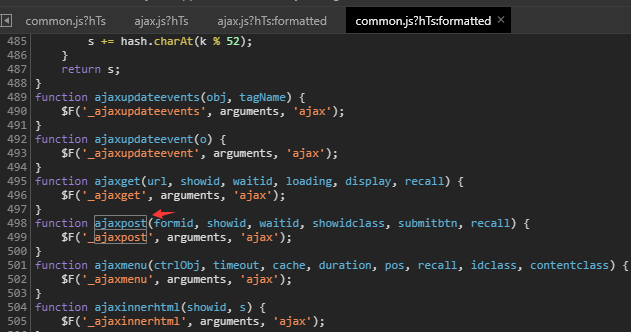 common.js?hTs ajax.js?hTs ajax.js?hTs:formatted common.js?hTs:formatted ×
485 s += hash.charAt(k % 52);
486 }
487 return s;
488 }
489 function ajaxupdateevents(obj, tagName) {
490 $F('_ajaxupdateevents', arguments, 'ajax');
491 }
492 function ajaxupdateevent(o) {
493 $F('_ajaxupdateevent', arguments, 'ajax');
494 }
495 function ajaxget(url, showid, waitid, loading, display, recall) {
496 $F('_ajaxget', arguments, 'ajax');
497 }
498 function ajaxpost(formid, showid, waitid, showidclass, submitbtn, recall) {
499 $F('_ajaxpost', arguments, 'ajax');
500 }
501 function ajaxmenu(ctrlObj, timeout, cache, duration, pos, recall, idclass, contentclass) {
502 $F('_ajaxmenu', arguments, 'ajax');
503 }
504 function ajaxinnerhtml(showid, s) {
505 $F('_ajaxinnerhtml', arguments, 'ajax');